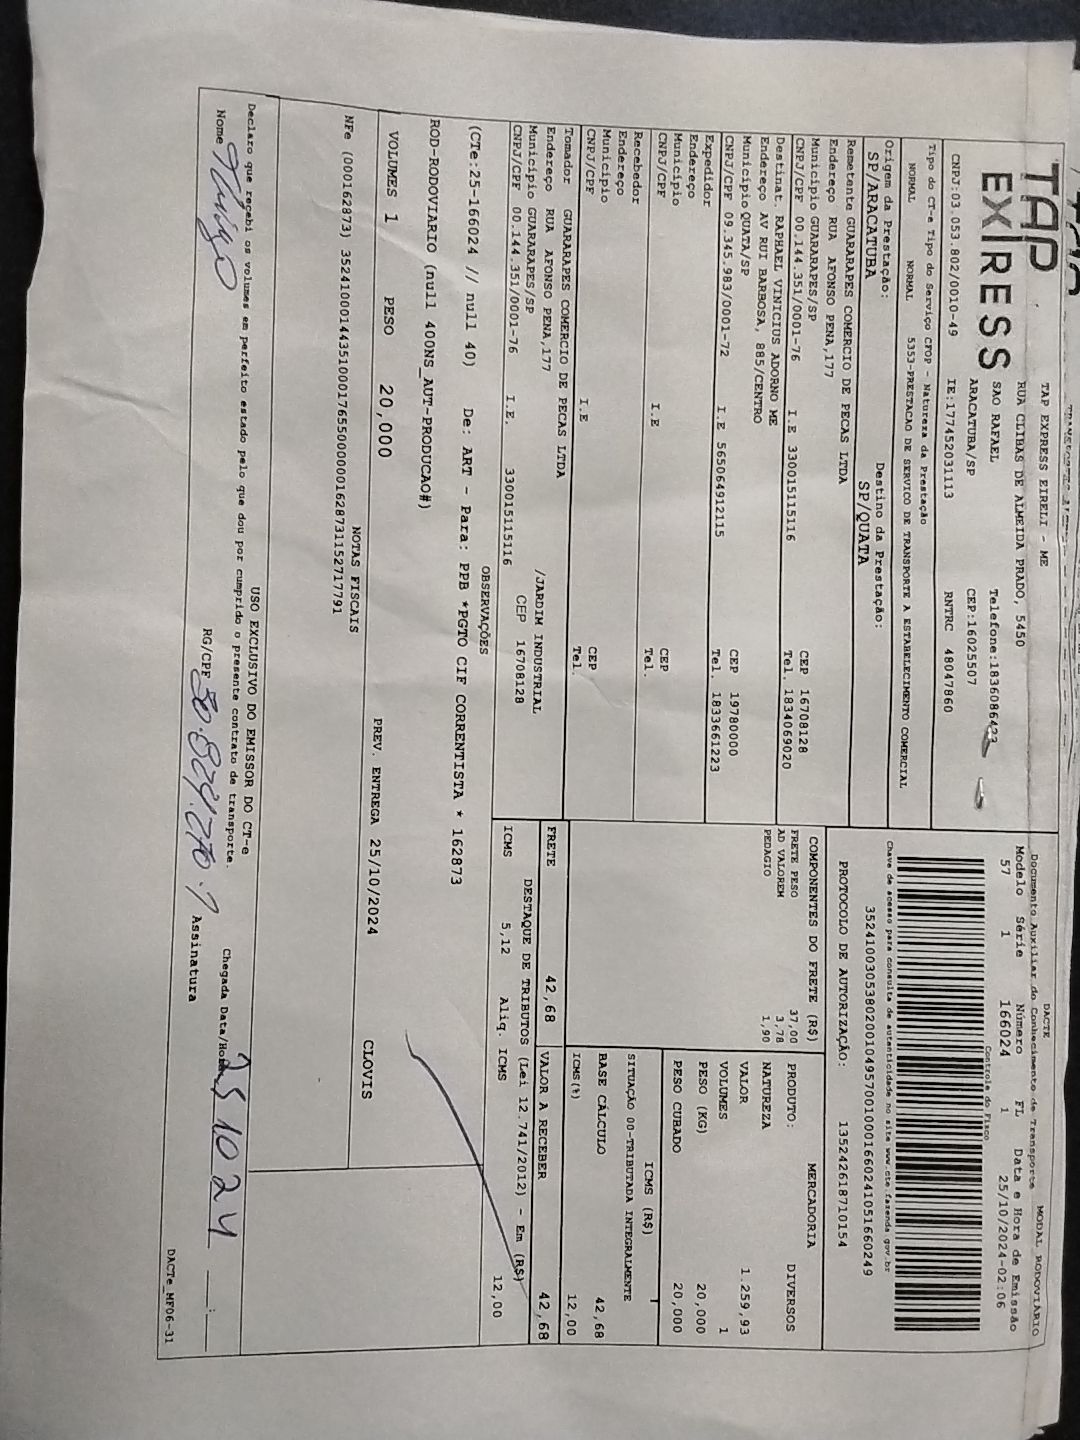 TAP
EX|RESS
TAP EXPRESS EIRELI - ME
RUA CLIBAS DE ALMEIDA PRADO, 5450
SAO RAFAEL Telefone:1836086423
ARACATUBA/SP CEP:16025507
CNPJ:03.053.802/0010-49 IE:177452031113 RNTRC 48047860
DACTE MODAL RODOVIÁRIO
Documento Auxiliar do Conhecimento de Transporte
Modelo Série Número FL Data e Hora de Emissão
57 1 166024 1 25/10/2024-02:06
Controle do Fisco
Chave de acesso para consulta de autenticidade no site www.cte.fazenda.gov.br
35241003053802001049570010001660241051660249
PROTOCOLO DE AUTORIZAÇÃO: 135242618710154
Tipo do CT-e Tipo do Serviço CFOP - Natureza da Prestação
NORMAL NORMAL 5353-PRESTACAO DE SERVICO DE TRANSPORTE A ESTABELECIMENTO COMERCIAL
Origem da Prestação: Destino da Prestação:
SP/ARACATUBA SP/QUATA
Remetente GUARARAPES COMERCIO DE PECAS LTDA
Endereço RUA AFONSO PENA,177
Município GUARARAPES/SP CEP 16708128
CNPJ/CPF 00.144.351/0001-76 I.E 330015115116 Tel. 1834069020
Destinat. RAPHAEL VINICIUS ADORNO ME
Endereço AV RUI BARBOSA, 885/CENTRO
Município QUATA/SP CEP 19780000
CNPJ/CPF 09.345.983/0001-72 I.E 565064912115 Tel. 1833661223
Expedidor
Endereço
Município CEP
CNPJ/CPF I.E Tel.
Recebedor
Endereço
Município CEP
CNPJ/CPF I.E Tel.
Tomador GUARARAPES COMERCIO DE PECAS LTDA
Endereço RUA AFONSO PENA,177 /JARDIM INDUSTRIAL
Município GUARARAPES/SP CEP 16708128
CNPJ/CPF 00.144.351/0001-76 I.E. 330015115116
COMPONENTES DO FRETE (R$)
FRETE PESO 37,00
AD VALOREM 3,78
PEDAGIO 1,90
MERCADORIA
PRODUTO: DIVERSOS
NATUREZA
VALOR 1.259,93
VOLUMES 1
PESO (KG) 20,000
PESO CUBADO 20,000
ICMS (R$)
SITUAÇÃO 00-TRIBUTADA INTEGRALMENTE
BASE CÁLCULO 42,68
ICMS(%) 12,00
FRETE 42,68 VALOR A RECEBER 42,68
DESTAQUE DE TRIBUTOS (Lei 12.741/2012) - Em (R$)
ICMS 5,12 Aliq. ICMS 12,00
OBSERVAÇÕES
(CTe:25-166024 // null 40) De: ART - Para: PPB *PGTO CIF CORRENTISTA * 162873
ROD-RODOVIARIO (null 400NS_AUT-PRODUCAO#)
VOLUMES 1 PESO 20,000 PREV. ENTREGA 25/10/2024 CLOVIS
NOTAS FISCAIS
NFe (000162873) 35241000144351000176550000001628731152717791
USO EXCLUSIVO DO EMISSOR DO CT-e
Declaro que recebi os volumes em perfeito estado pelo que dou por cumprido o presente contrato de transporte.
Chegada Data/Hora 25 10 24 ___:___
Nome RG/CPF Assinatura
DACTe_MF06-31